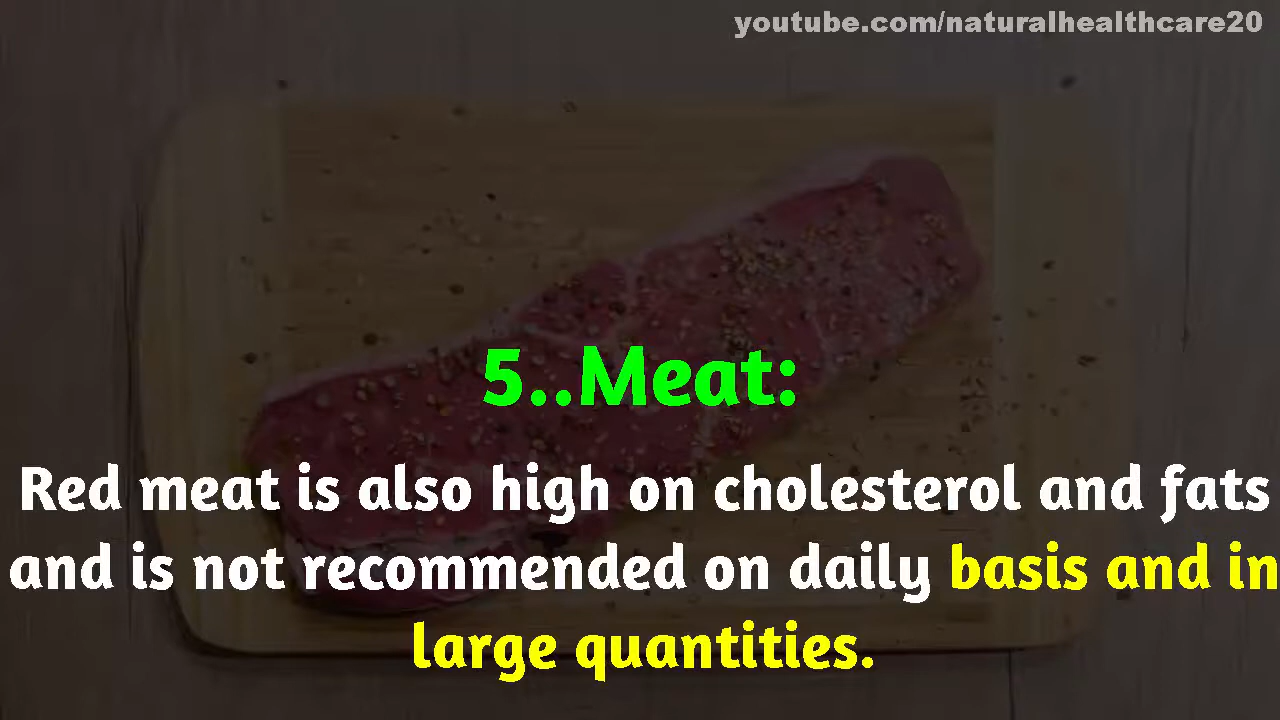 youtube.com/naturalhealthcare20
5..Meat:
Red meat is also high on cholesterol and fats
and is not recommended on daily basis and in
large quantities.